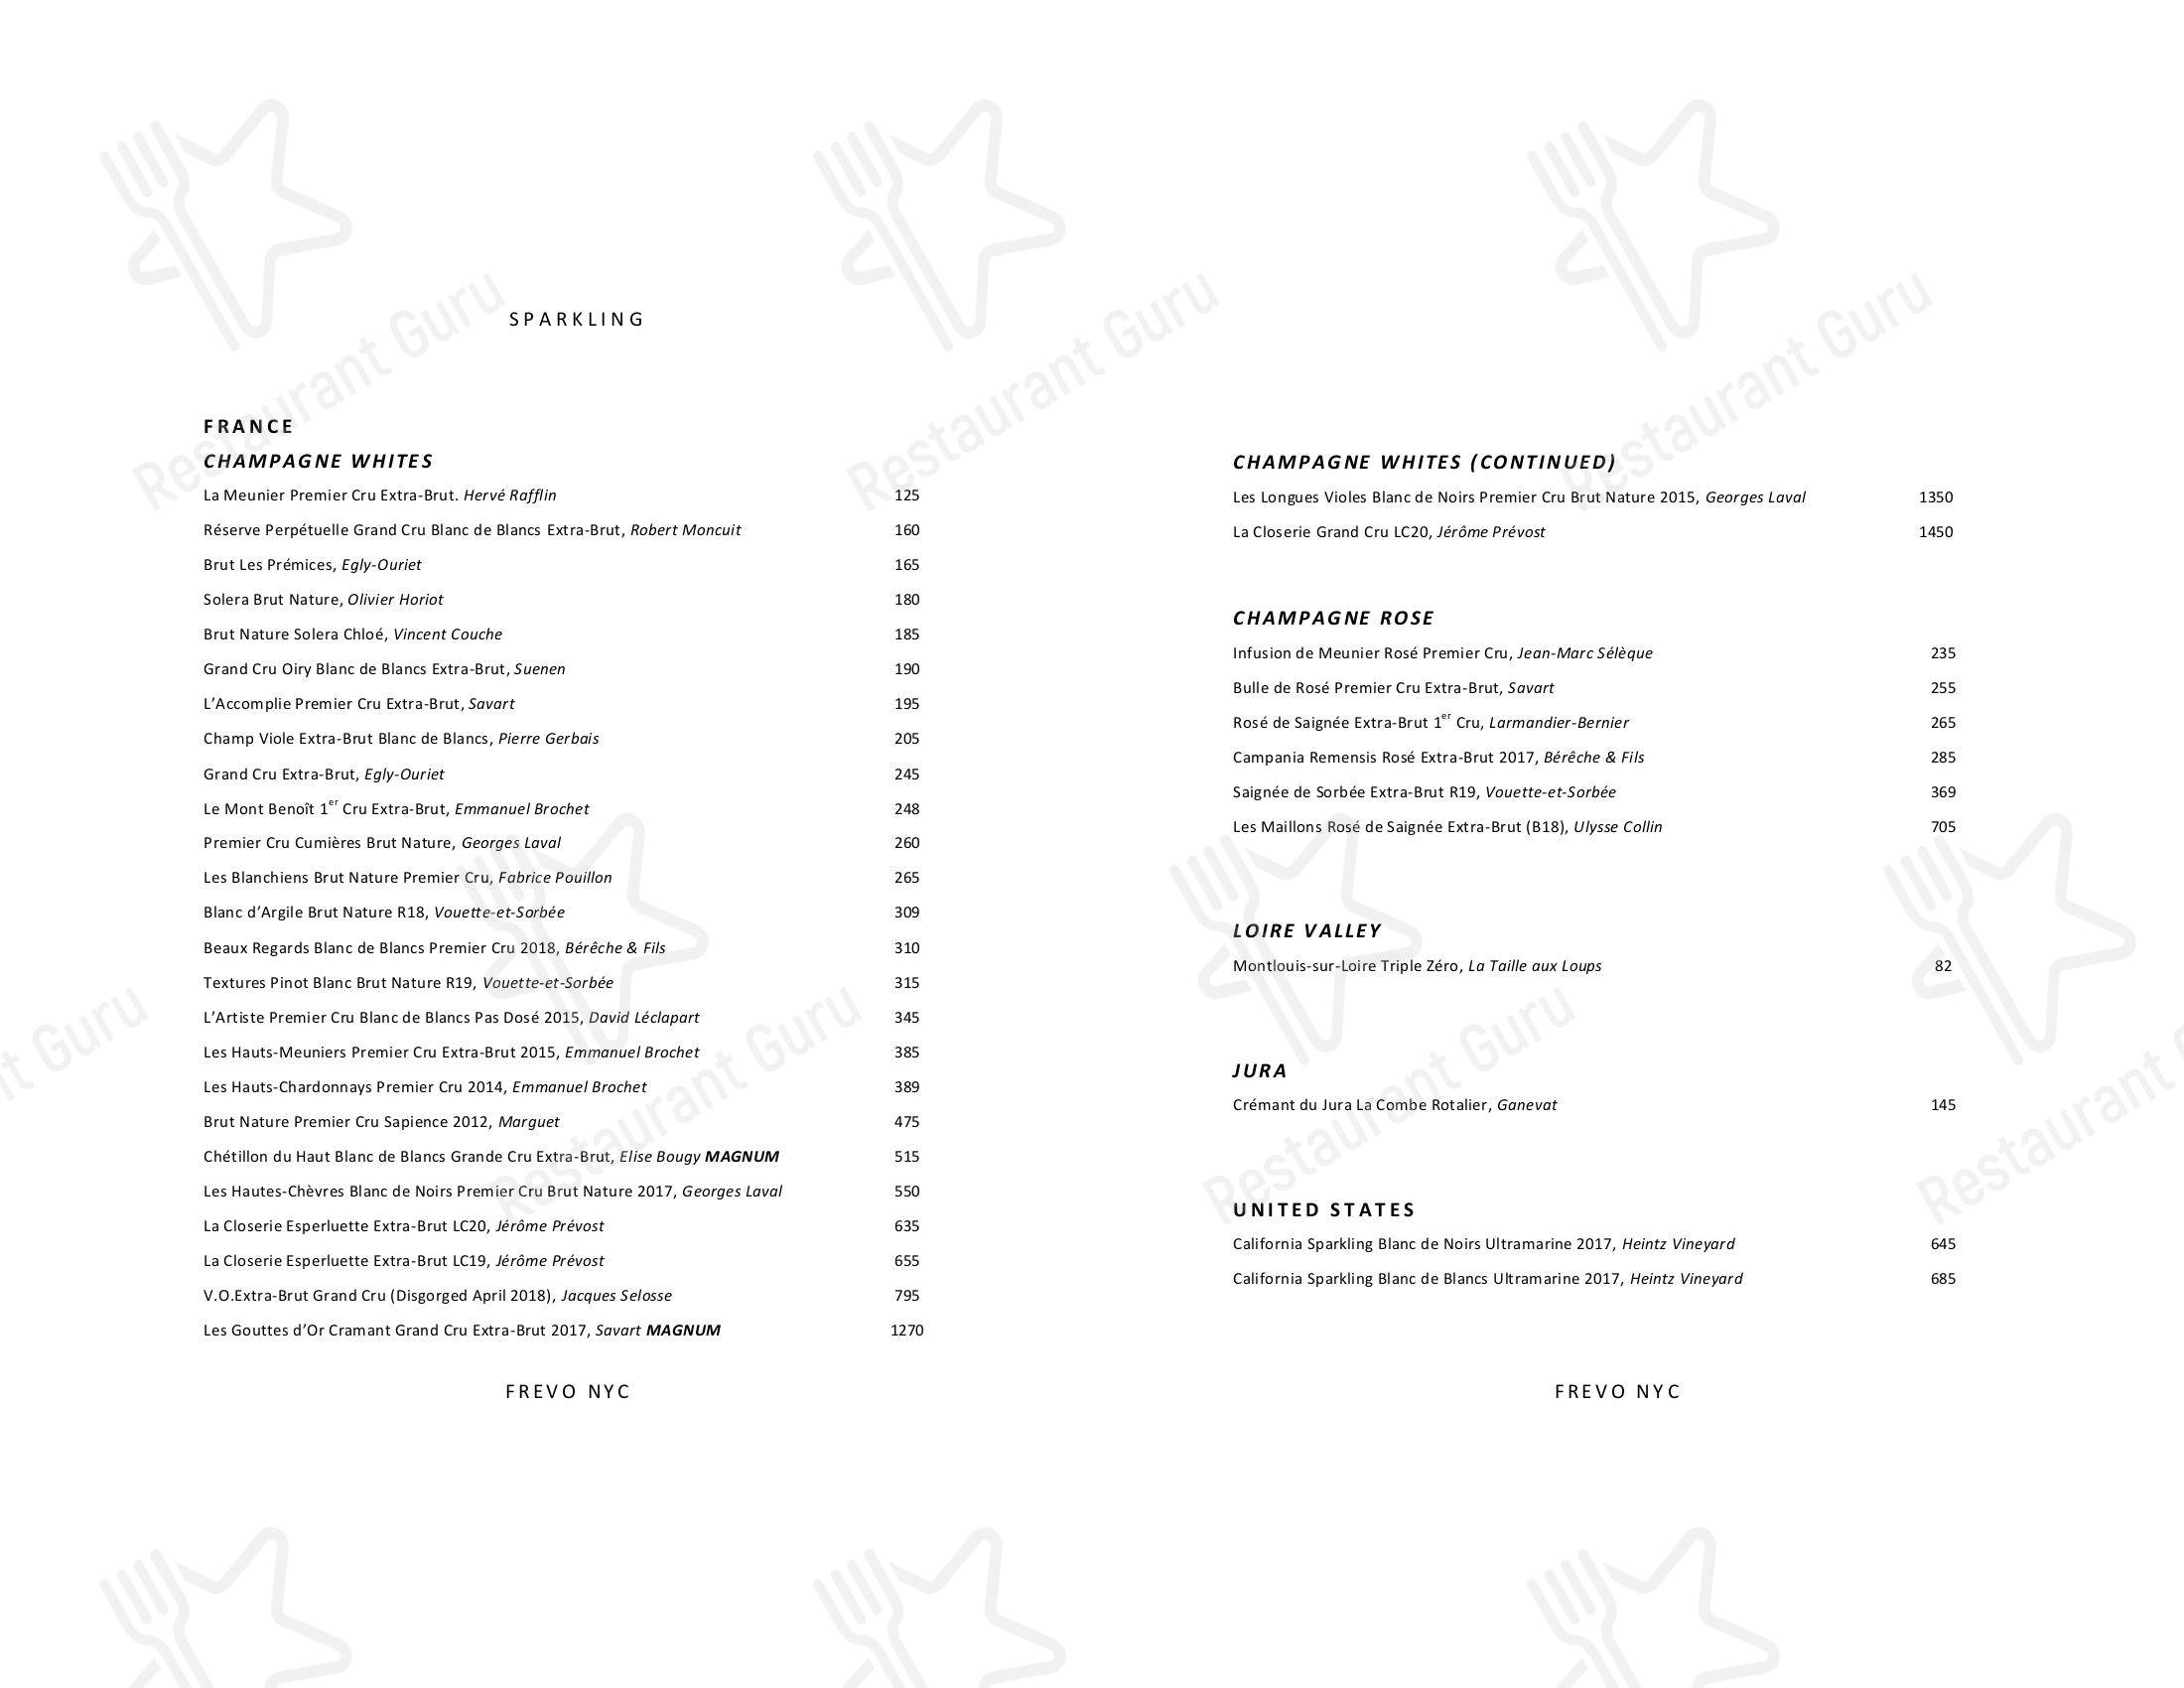 SPARKLING
FRANCE
CHAMPAGNE WHITES
La Meunier Premier Cru Extra-Brut. Hervé Rafflin 125
Réserve Perpétuelle Grand Cru Blanc de Blancs Extra-Brut, Robert Moncuit 160
Brut Les Prémices, Egly-Ouriet 165
Solera Brut Nature, Olivier Horiot 180
Brut Nature Solera Chloé, Vincent Couche 185
Grand Cru Oiry Blanc de Blancs Extra-Brut, Suenen 190
L’Accomplie Premier Cru Extra-Brut, Savart 195
Champ Viole Extra-Brut Blanc de Blancs, Pierre Gerbais 205
Grand Cru Extra-Brut, Egly-Ouriet 245
Le Mont Benoît 1er Cru Extra-Brut, Emmanuel Brochet 248
Premier Cru Cumières Brut Nature, Georges Laval 260
Les Blanchiens Brut Nature Premier Cru, Fabrice Pouillon 265
Blanc d’Argile Brut Nature R18, Vouette-et-Sorbée 309
Beaux Regards Blanc de Blancs Premier Cru 2018, Bérêche & Fils 310
Textures Pinot Blanc Brut Nature R19, Vouette-et-Sorbée 315
L’Artiste Premier Cru Blanc de Blancs Pas Dosé 2015, David Léclapart 345
Les Hauts-Meuniers Premier Cru Extra-Brut 2015, Emmanuel Brochet 385
Les Hauts-Chardonnays Premier Cru 2014, Emmanuel Brochet 389
Brut Nature Premier Cru Sapience 2012, Marguet 475
Chétillon du Haut Blanc de Blancs Grande Cru Extra-Brut, Elise Bougy MAGNUM 515
Les Hautes-Chèvres Blanc de Noirs Premier Cru Brut Nature 2017, Georges Laval 550
La Closerie Esperluette Extra-Brut LC20, Jérôme Prévost 635
La Closerie Esperluette Extra-Brut LC19, Jérôme Prévost 655
V.O.Extra-Brut Grand Cru (Disgorged April 2018), Jacques Selosse 795
Les Gouttes d’Or Cramant Grand Cru Extra-Brut 2017, Savart MAGNUM 1270
FREVO NYC
CHAMPAGNE WHITES (CONTINUED)
Les Longues Violes Blanc de Noirs Premier Cru Brut Nature 2015, Georges Laval 1350
La Closerie Grand Cru LC20, Jérôme Prévost 1450
CHAMPAGNE ROSE
Infusion de Meunier Rosé Premier Cru, Jean-Marc Sélèque 235
Bulle de Rosé Premier Cru Extra-Brut, Savart 255
Rosé de Saignée Extra-Brut 1er Cru, Larmandier-Bernier 265
Campania Remensis Rosé Extra-Brut 2017, Bérêche & Fils 285
Saignée de Sorbée Extra-Brut R19, Vouette-et-Sorbée 369
Les Maillons Rosé de Saignée Extra-Brut (B18), Ulysse Collin 705
LOIRE VALLEY
Montlouis-sur-Loire Triple Zéro, La Taille aux Loups 82
JURA
Crémant du Jura La Combe Rotalier, Ganevat 145
UNITED STATES
California Sparkling Blanc de Noirs Ultramarine 2017, Heintz Vineyard 645
California Sparkling Blanc de Blancs Ultramarine 2017, Heintz Vineyard 685
FREVO NYC
Restaurant Guru
Restaurant Guru
Restaurant Guru
nt Guru
Restaurant Guru
Restaurant Guru
Restaurant